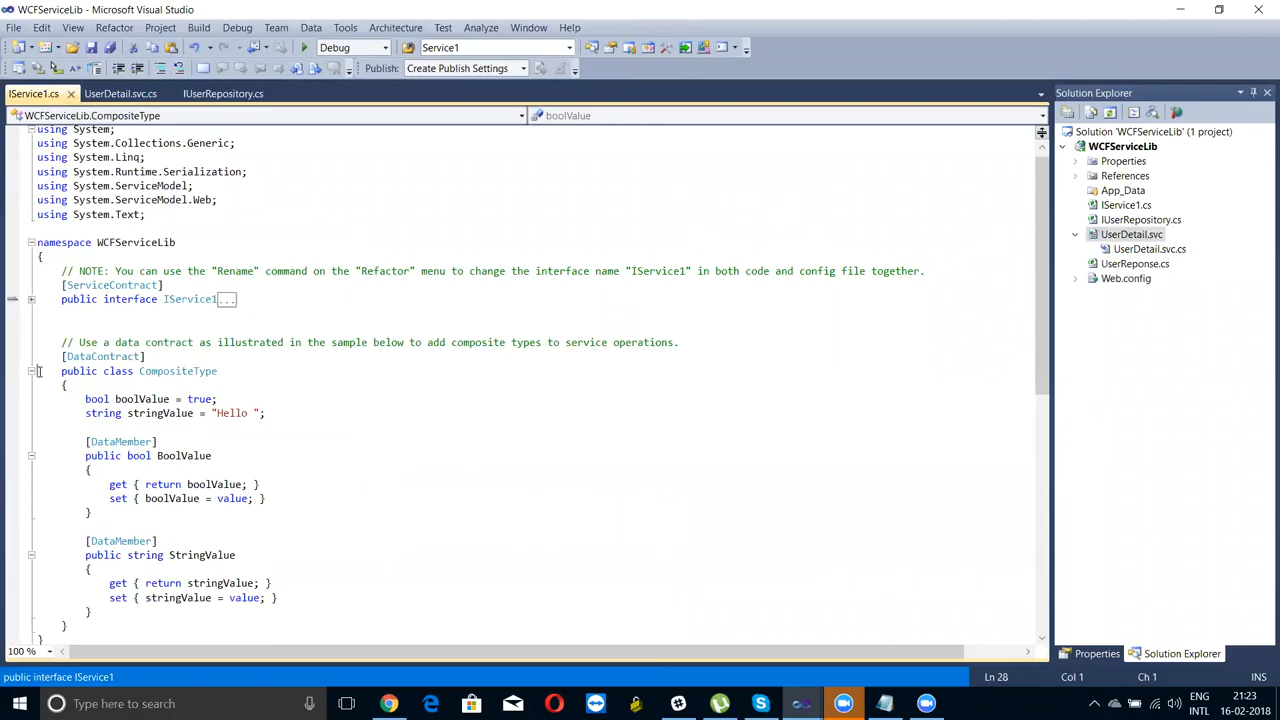 WCFServiceLib - Microsoft Visual Studio
File Edit View Refactor Project Build Debug Team Data Tools Architecture Test Analyze Window Help
Debug Service1
Publish: Create Publish Settings
IService1.cs UserDetail.svc.cs IUserRepository.cs
WCFServiceLib.CompositeType boolValue
using System;
using System.Collections.Generic;
using System.Linq;
using System.Runtime.Serialization;
using System.ServiceModel;
using System.ServiceModel.Web;
using System.Text;
namespace WCFServiceLib
{
// NOTE: You can use the "Rename" command on the "Refactor" menu to change the interface name "IService1" in both code and config file together.
[ServiceContract]
public interface IService1...
// Use a data contract as illustrated in the sample below to add composite types to service operations.
[DataContract]
public class CompositeType
{
bool boolValue = true;
string stringValue = "Hello ";
[DataMember]
public bool BoolValue
{
get { return boolValue; }
set { boolValue = value; }
}
[DataMember]
public string StringValue
{
get { return stringValue; }
set { stringValue = value; }
}
}
}
100 %
Solution Explorer
Solution 'WCFServiceLib' (1 project)
WCFServiceLib
Properties
References
App_Data
IService1.cs
IUserRepository.cs
UserDetail.svc
UserDetail.svc.cs
UserReponse.cs
Web.config
Properties Solution Explorer
public interface IService1 Ln 28 Col 1 Ch 1 INS
Type here to search
ENG 21:23
INTL 16-02-2018